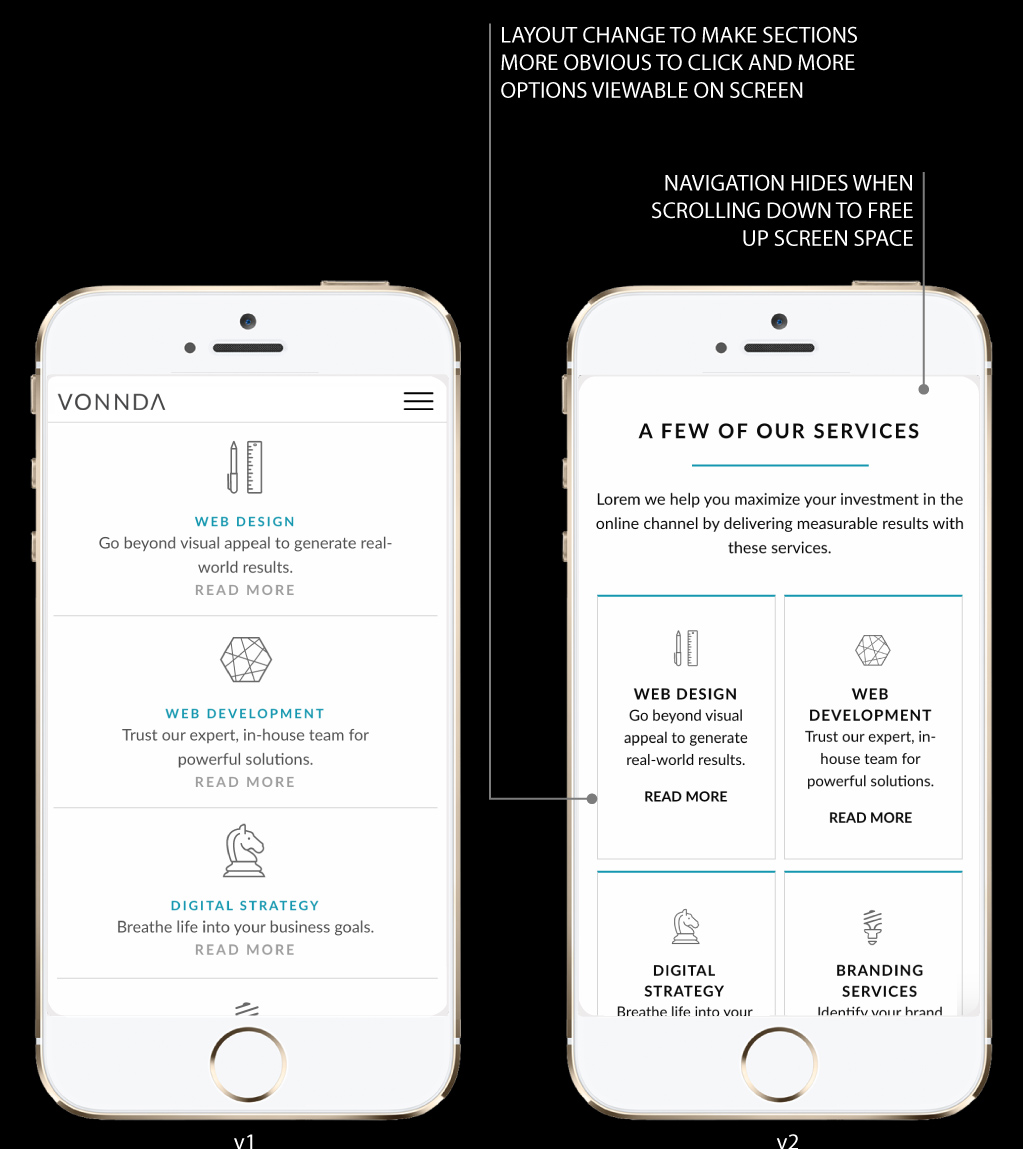 LAYOUT CHANGE TO MAKE SECTIONS
MORE OBVIOUS TO CLICK AND MORE
OPTIONS VIEWABLE ON SCREEN
NAVIGATION HIDES WHEN
SCROLLING DOWN TO FREE
UP SCREEN SPACE
VONNDA
WEB DESIGN
Go beyond visual appeal to generate real-
world results.
READ MORE
WEB DEVELOPMENT
Trust our expert, in-house team for
powerful solutions.
READ MORE
DIGITAL STRATEGY
Breathe life into your business goals.
READ MORE
v1
A FEW OF OUR SERVICES
Lorem we help you maximize your investment in the
online channel by delivering measurable results with
these services.
WEB DESIGN
Go beyond visual
appeal to generate
real-world results.
READ MORE
WEB
DEVELOPMENT
Trust our expert, in-
house team for
powerful solutions.
READ MORE
DIGITAL
STRATEGY
Breathe life into your
BRANDING
SERVICES
Identify your brand
v2